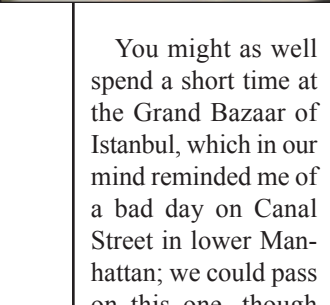 You might as well
spend a short time at
the Grand Bazaar of
Istanbul, which in our
mind reminded me of
a bad day on Canal
Street in lower Man-
hattan; we could pass
on this one, though